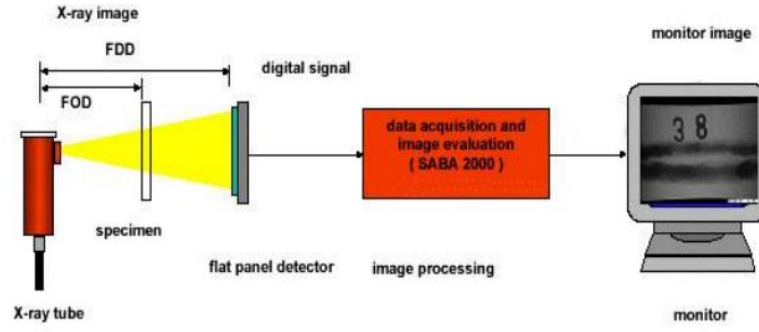 X-ray image
FDD
monitor image
digital signal
FOD
data acquisition and
image evaluation
( SABA 2000 )
3 8
specimen
flat panel detector
image processing
X-ray tube
monitor